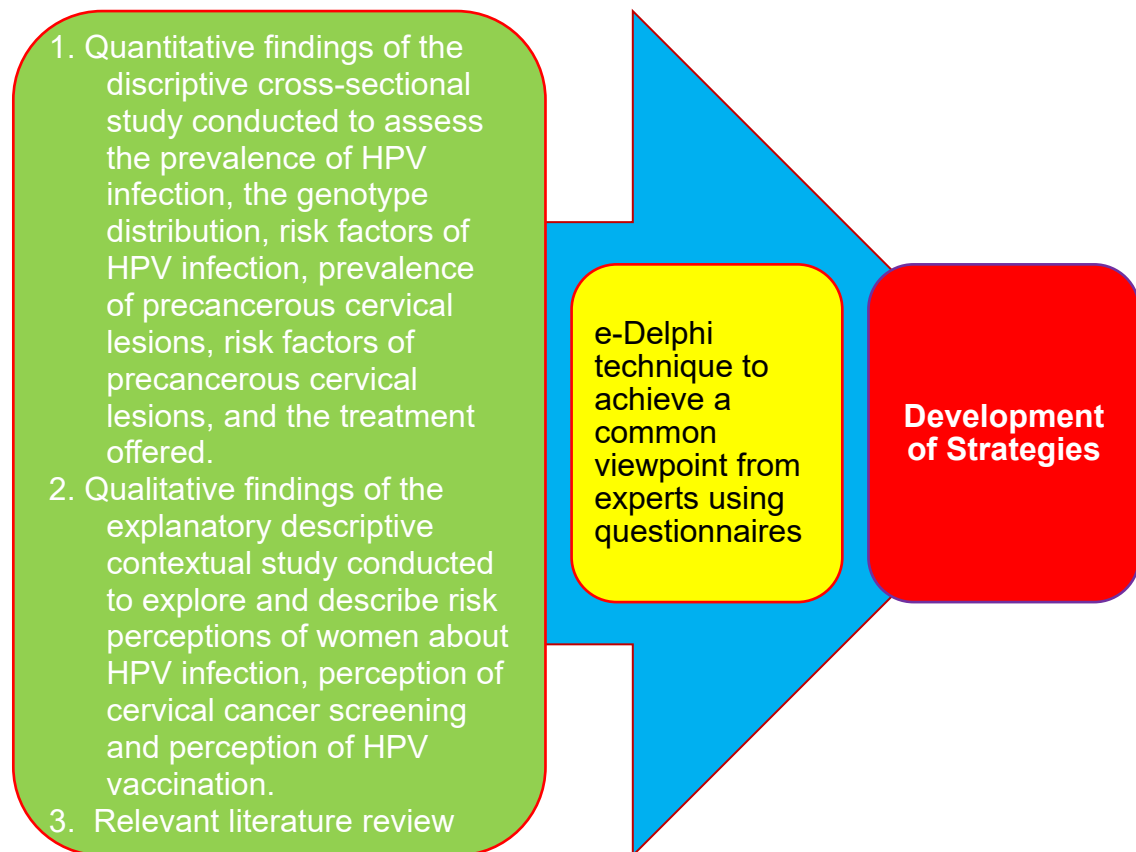 1. Quantitative findings of the
discriptive cross-sectional
study conducted to assess
the prevalence of HPV
infection, the genotype
distribution, risk factors of
HPV infection, prevalence
of precancerous cervical
lesions, risk factors of
precancerous cervical
lesions, and the treatment
offered.
2. Qualitative findings of the
explanatory descriptive
contextual study conducted
to explore and describe risk
perceptions of women about
HPV infection, perception of
cervical cancer screening
and perception of HPV
vaccination.
3. Relevant literature review
e-Delphi
technique to
achieve a
common
viewpoint from
experts using
questionnaires
Development
of Strategies